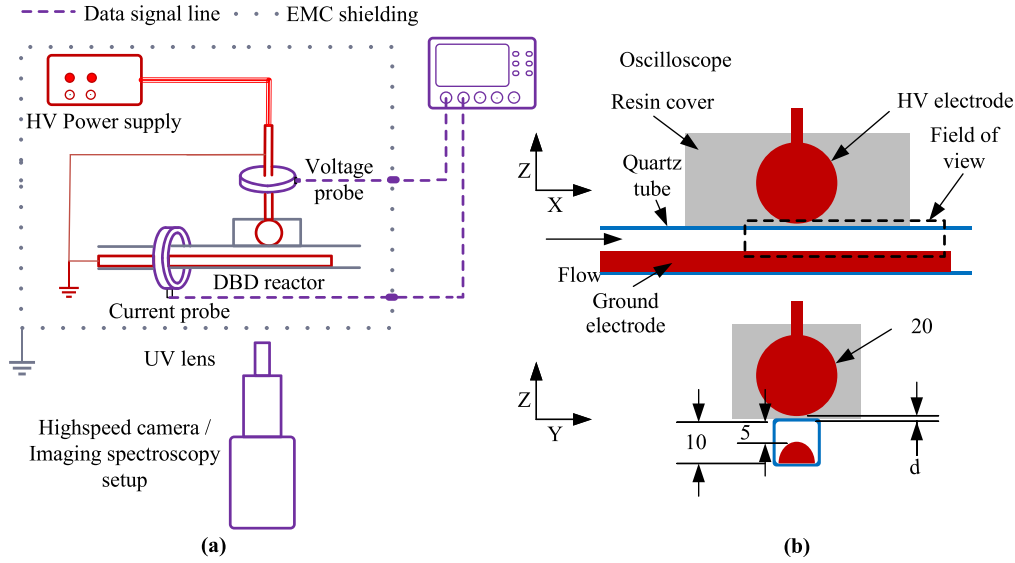 Data signal line
EMC shielding
HV Power supply
Voltage
probe
DBD reactor
Current probe
UV lens
Highspeed camera /
Imaging spectroscopy
setup
(a)
Oscilloscope
Resin cover
HV electrode
Field of
view
Quartz
tube
Z
X
Flow
Ground
electrode
20
Z
Y
10
5
d
(b)